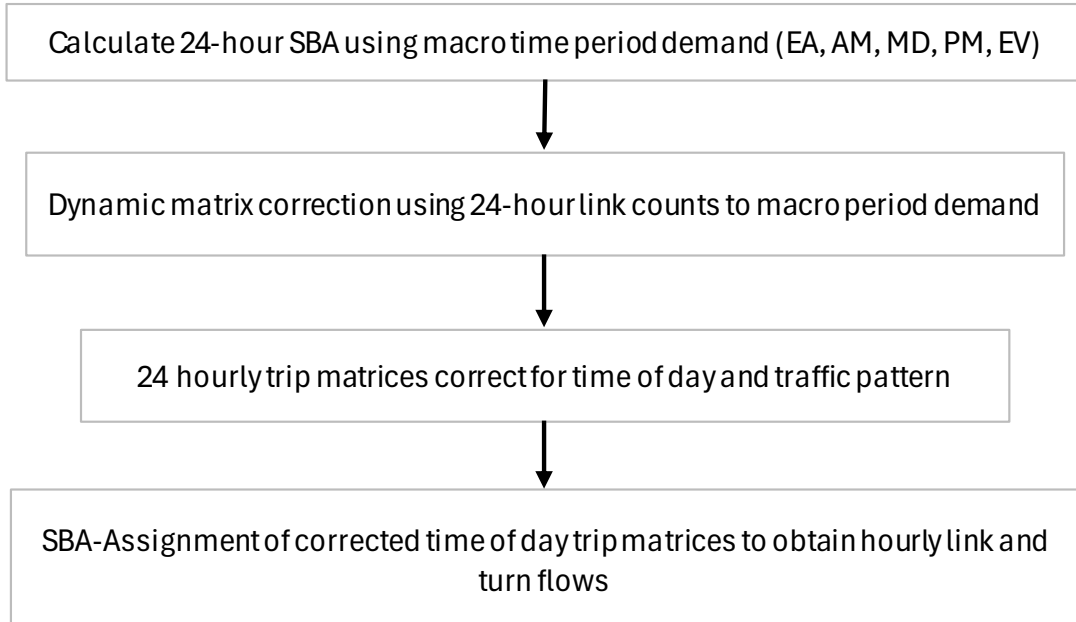 Calculate 24-hour SBA using macro time period demand (EA, AM, MD, PM, EV)
Dynamic matrix correction using 24-hour link counts to macro period demand
24 hourly trip matrices correct for time of day and traffic pattern
SBA-Assignment of corrected time of day trip matrices to obtain hourly link and
turn flows